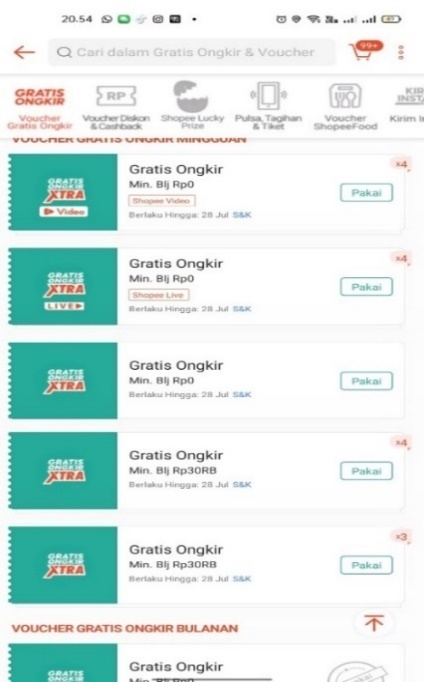 20.54
Cari dalam Gratis Ongkir & Voucher
99+
GRATIS
ONGKIR
RP
KIR
INSTA
Voucher
Gratis Ongkir
Voucher Diskon
& Cashback
Shopee Lucky
Prize
Pulsa, Tagihan
& Tiket
Voucher
ShopeeFood
Kirim In
VOUCHER GRATIS ONGKIR MINGGUAN
GRATIS
ONGKIR
XTRA
Video
Gratis Ongkir
Min. Blj Rp0
Shopee Video
Berlaku Hingga: 28 Jul S&K
x4
Pakai
GRATIS
ONGKIR
XTRA
LIVE
Gratis Ongkir
Min. Blj Rp0
Shopee Live
Berlaku Hingga: 28 Jul S&K
x4
Pakai
GRATIS
ONGKIR
XTRA
Gratis Ongkir
Min. Blj Rp0
Berlaku Hingga: 28 Jul S&K
Pakai
GRATIS
ONGKIR
XTRA
Gratis Ongkir
Min. Blj Rp30RB
Berlaku Hingga: 28 Jul S&K
x4
Pakai
GRATIS
ONGKIR
XTRA
Gratis Ongkir
Min. Blj Rp30RB
Berlaku Hingga: 28 Jul S&K
x3
Pakai
VOUCHER GRATIS ONGKIR BULANAN
GRATIS
Gratis Ongkir
Min